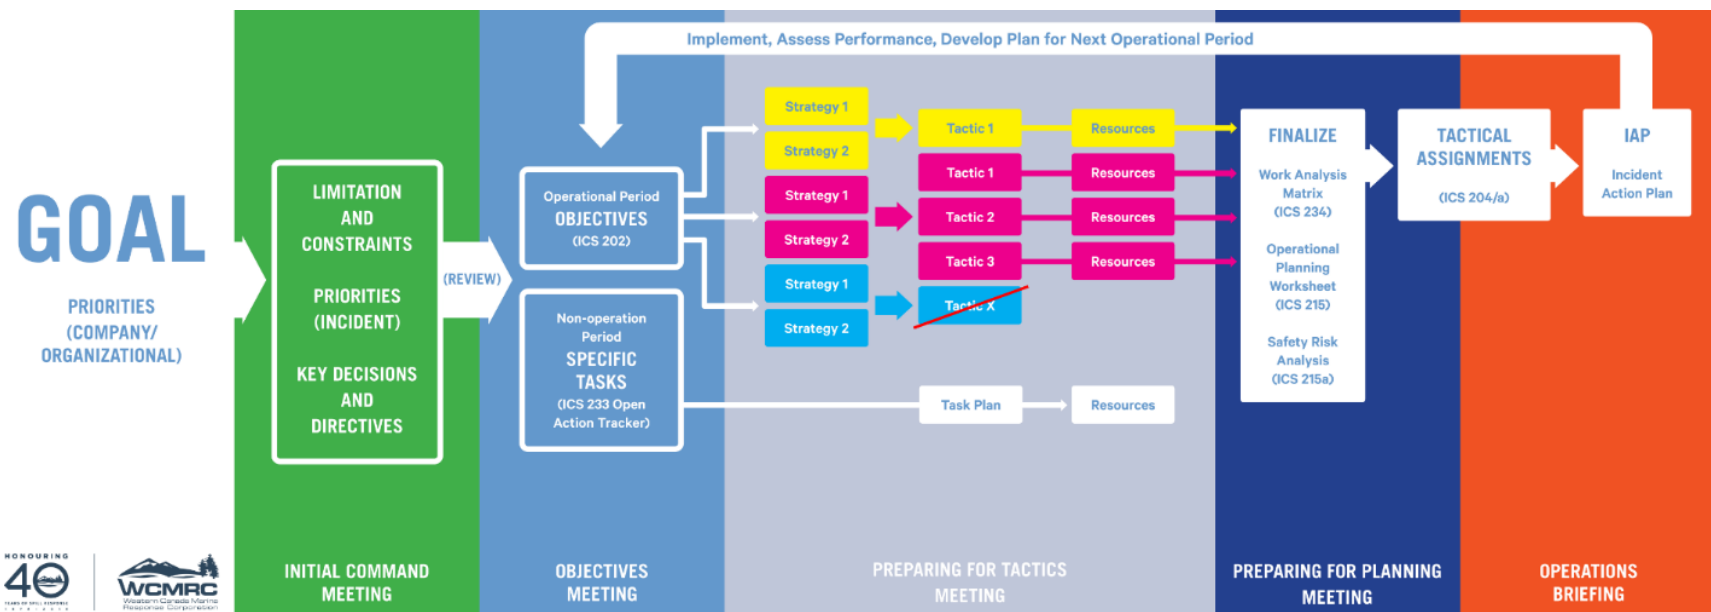 Implement, Assess Performance, Develop Plan for Next Operational Period
GOAL
PRIORITIES
(COMPANY/
ORGANIZATIONAL)
LIMITATION
AND
CONSTRAINTS
PRIORITIES
(INCIDENT)
KEY DECISIONS
AND
DIRECTIVES
(REVIEW)
Operational Period
OBJECTIVES
(ICS 202)
Non-operation
Period
SPECIFIC
TASKS
(ICS 233 Open
Action Tracker)
Strategy 1
Strategy 2
Strategy 1
Strategy 2
Strategy 1
Strategy 2
Tactic 1
Resources
Tactic 1
Resources
Tactic 2
Resources
Tactic 3
Resources
Tactic X
Task Plan
Resources
FINALIZE
Work Analysis
Matrix
(ICS 234)
Operational
Planning
Worksheet
(ICS 215)
Safety Risk
Analysis
(ICS 215a)
TACTICAL
ASSIGNMENTS
(ICS 204/a)
IAP
Incident
Action Plan
HONOURING
40
YEARS OF SPILL RESPONSE
WCMRC
Western Canada Marine
Response Corporation
INITIAL COMMAND
MEETING
OBJECTIVES
MEETING
PREPARING FOR TACTICS
MEETING
PREPARING FOR PLANNING
MEETING
OPERATIONS
BRIEFING